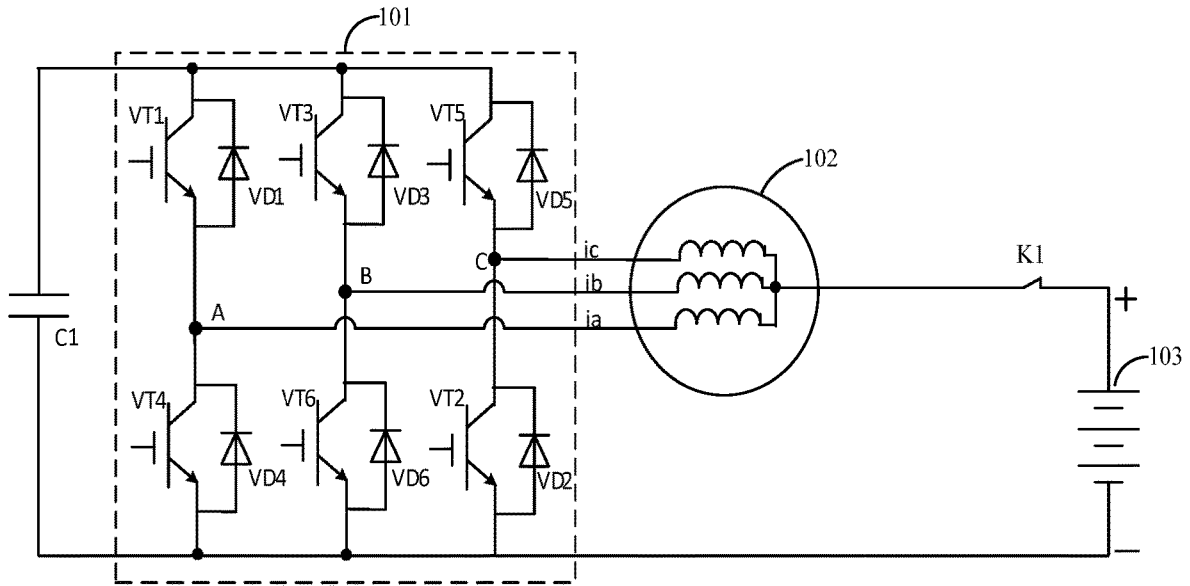 101
VT1
VD1
VT3
VD3
VT5
VD5
102
ic
ib
ia
A
B
C
K1
+
103
C1
VT4
VD4
VT6
VD6
VT2
VD2
−